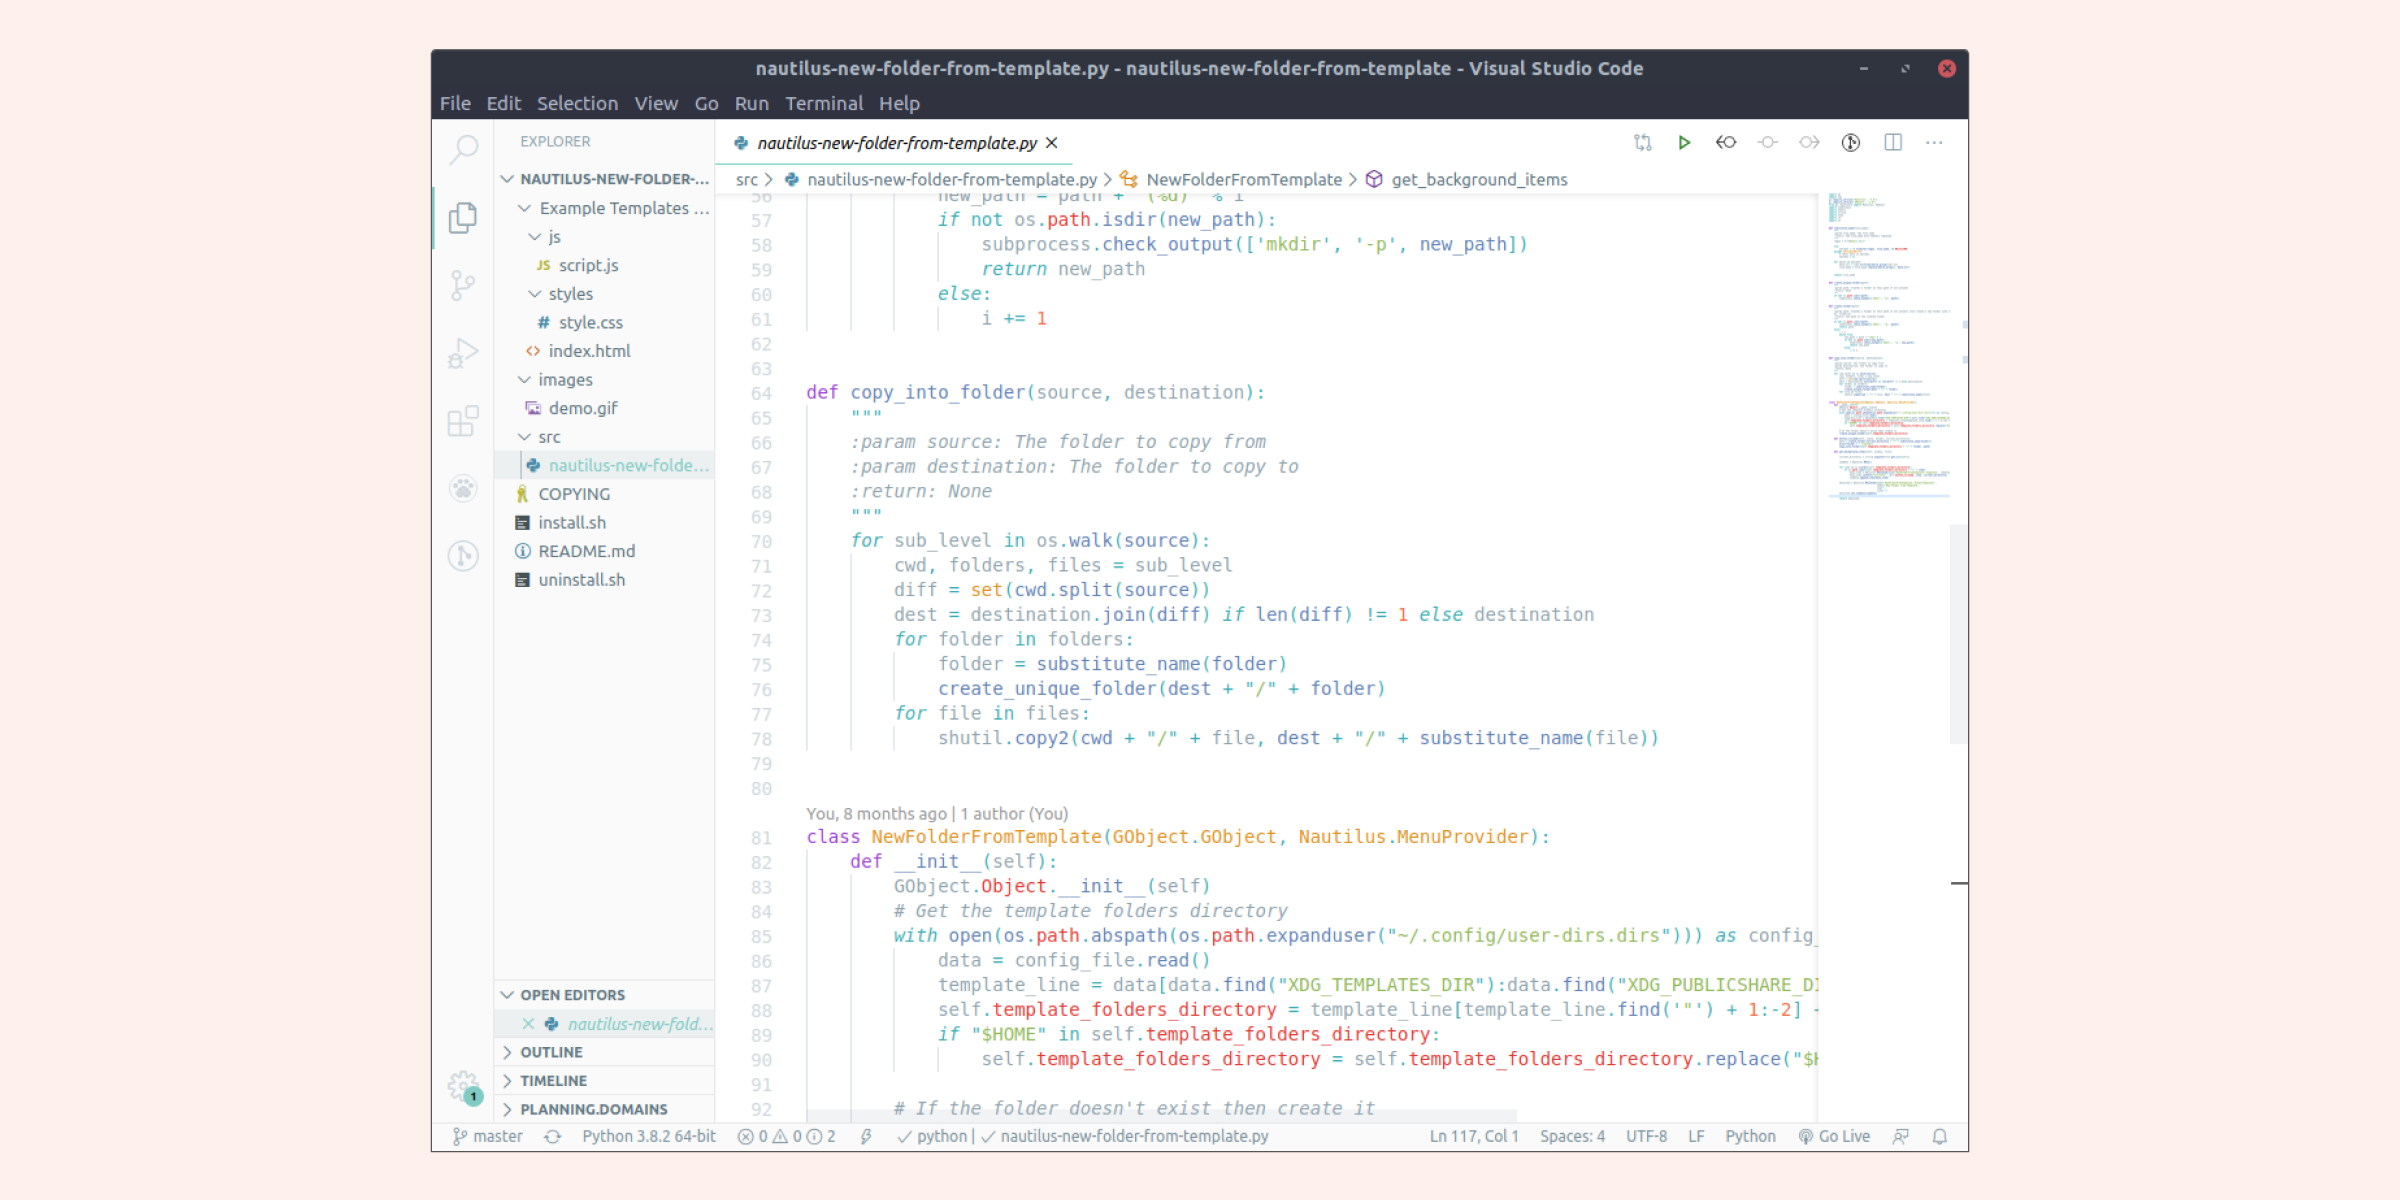 nautilus-new-folder-from-template.py - nautilus-new-folder-from-template - Visual Studio Code
File Edit Selection View Go Run Terminal Help
EXPLORER
NAUTILUS-NEW-FOLDER-...
Example Templates ...
js
JS script.js
styles
# style.css
<> index.html
images
demo.gif
src
nautilus-new-folde...
COPYING
install.sh
README.md
uninstall.sh
OPEN EDITORS
nautilus-new-fold...
OUTLINE
TIMELINE
PLANNING.DOMAINS
1
nautilus-new-folder-from-template.py
src > nautilus-new-folder-from-template.py > NewFolderFromTemplate > get_background_items
56 new_path = path + "(%d)" % i
57 if not os.path.isdir(new_path):
58 subprocess.check_output(['mkdir', '-p', new_path])
59 return new_path
60 else:
61 i += 1
62
63
64 def copy_into_folder(source, destination):
65 """
66 :param source: The folder to copy from
67 :param destination: The folder to copy to
68 :return: None
69 """
70 for sub_level in os.walk(source):
71 cwd, folders, files = sub_level
72 diff = set(cwd.split(source))
73 dest = destination.join(diff) if len(diff) != 1 else destination
74 for folder in folders:
75 folder = substitute_name(folder)
76 create_unique_folder(dest + "/" + folder)
77 for file in files:
78 shutil.copy2(cwd + "/" + file, dest + "/" + substitute_name(file))
79
80
You, 8 months ago | 1 author (You)
81 class NewFolderFromTemplate(GObject.GObject, Nautilus.MenuProvider):
82 def __init__(self):
83 GObject.Object.__init__(self)
84 # Get the template folders directory
85 with open(os.path.abspath(os.path.expanduser("~/.config/user-dirs.dirs"))) as config_
86 data = config_file.read()
87 template_line = data[data.find("XDG_TEMPLATES_DIR"):data.find("XDG_PUBLICSHARE_DI
88 self.template_folders_directory = template_line[template_line.find('"') + 1:-2] -
89 if "$HOME" in self.template_folders_directory:
90 self.template_folders_directory = self.template_folders_directory.replace("$H
91
92 # If the folder doesn't exist then create it
master Python 3.8.2 64-bit 0 0 2 python | nautilus-new-folder-from-template.py Ln 117, Col 1 Spaces: 4 UTF-8 LF Python Go Live